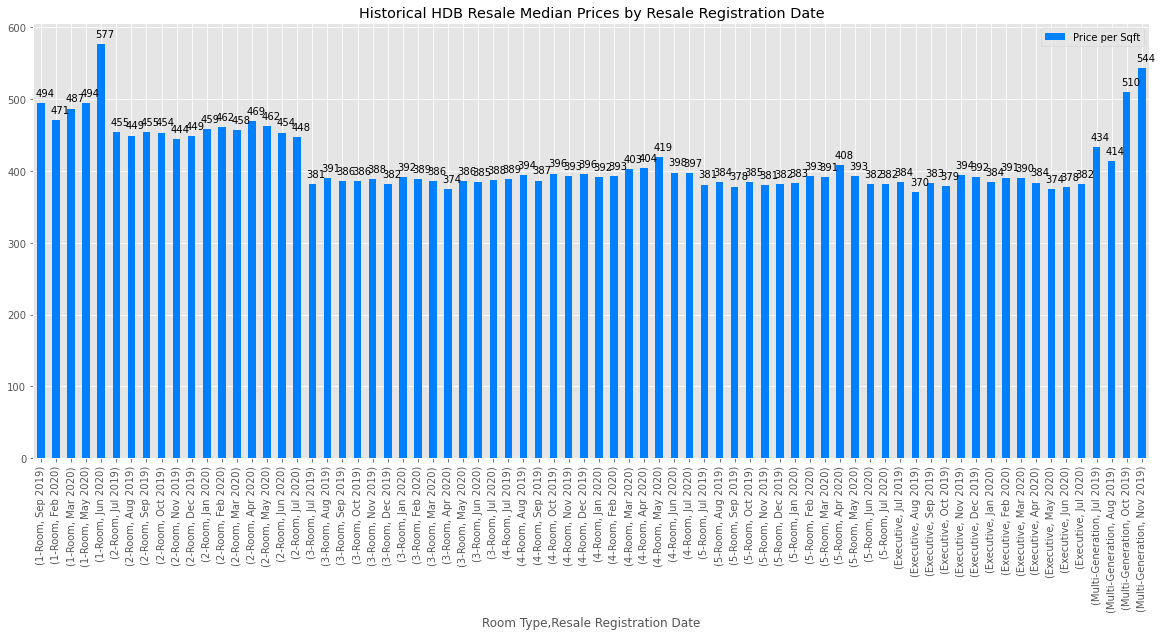 Historical HDB Resale Median Prices by Resale Registration Date
Price per Sqft
600
500
400
300
200
100
0
494
471
487
494
577
455
449
455
454
444
449
459
462
458
469
462
454
448
381
391
386
386
388
382
392
389
386
374
386
385
388
389
394
387
396
393
396
392
393
403
404
419
398
397
381
384
378
385
381
382
383
393
391
408
393
382
382
384
370
383
379
394
392
384
391
390
384
374
378
382
434
414
510
544
(1-Room, Sep 2019)
(1-Room, Feb 2020)
(1-Room, Mar 2020)
(1-Room, May 2020)
(1-Room, Jun 2020)
(2-Room, Jul 2019)
(2-Room, Aug 2019)
(2-Room, Sep 2019)
(2-Room, Oct 2019)
(2-Room, Nov 2019)
(2-Room, Dec 2019)
(2-Room, Jan 2020)
(2-Room, Feb 2020)
(2-Room, Mar 2020)
(2-Room, Apr 2020)
(2-Room, May 2020)
(2-Room, Jun 2020)
(2-Room, Jul 2020)
(3-Room, Jul 2019)
(3-Room, Aug 2019)
(3-Room, Sep 2019)
(3-Room, Oct 2019)
(3-Room, Nov 2019)
(3-Room, Dec 2019)
(3-Room, Jan 2020)
(3-Room, Feb 2020)
(3-Room, Mar 2020)
(3-Room, Apr 2020)
(3-Room, May 2020)
(3-Room, Jun 2020)
(3-Room, Jul 2020)
(4-Room, Jul 2019)
(4-Room, Aug 2019)
(4-Room, Sep 2019)
(4-Room, Oct 2019)
(4-Room, Nov 2019)
(4-Room, Dec 2019)
(4-Room, Jan 2020)
(4-Room, Feb 2020)
(4-Room, Mar 2020)
(4-Room, Apr 2020)
(4-Room, May 2020)
(4-Room, Jun 2020)
(4-Room, Jul 2020)
(5-Room, Jul 2019)
(5-Room, Aug 2019)
(5-Room, Sep 2019)
(5-Room, Oct 2019)
(5-Room, Nov 2019)
(5-Room, Dec 2019)
(5-Room, Jan 2020)
(5-Room, Feb 2020)
(5-Room, Mar 2020)
(5-Room, Apr 2020)
(5-Room, May 2020)
(5-Room, Jun 2020)
(5-Room, Jul 2020)
(Executive, Jul 2019)
(Executive, Aug 2019)
(Executive, Sep 2019)
(Executive, Oct 2019)
(Executive, Nov 2019)
(Executive, Dec 2019)
(Executive, Jan 2020)
(Executive, Feb 2020)
(Executive, Mar 2020)
(Executive, Apr 2020)
(Executive, May 2020)
(Executive, Jun 2020)
(Executive, Jul 2020)
(Multi-Generation, Jul 2019)
(Multi-Generation, Aug 2019)
(Multi-Generation, Oct 2019)
(Multi-Generation, Nov 2019)
Room Type,Resale Registration Date